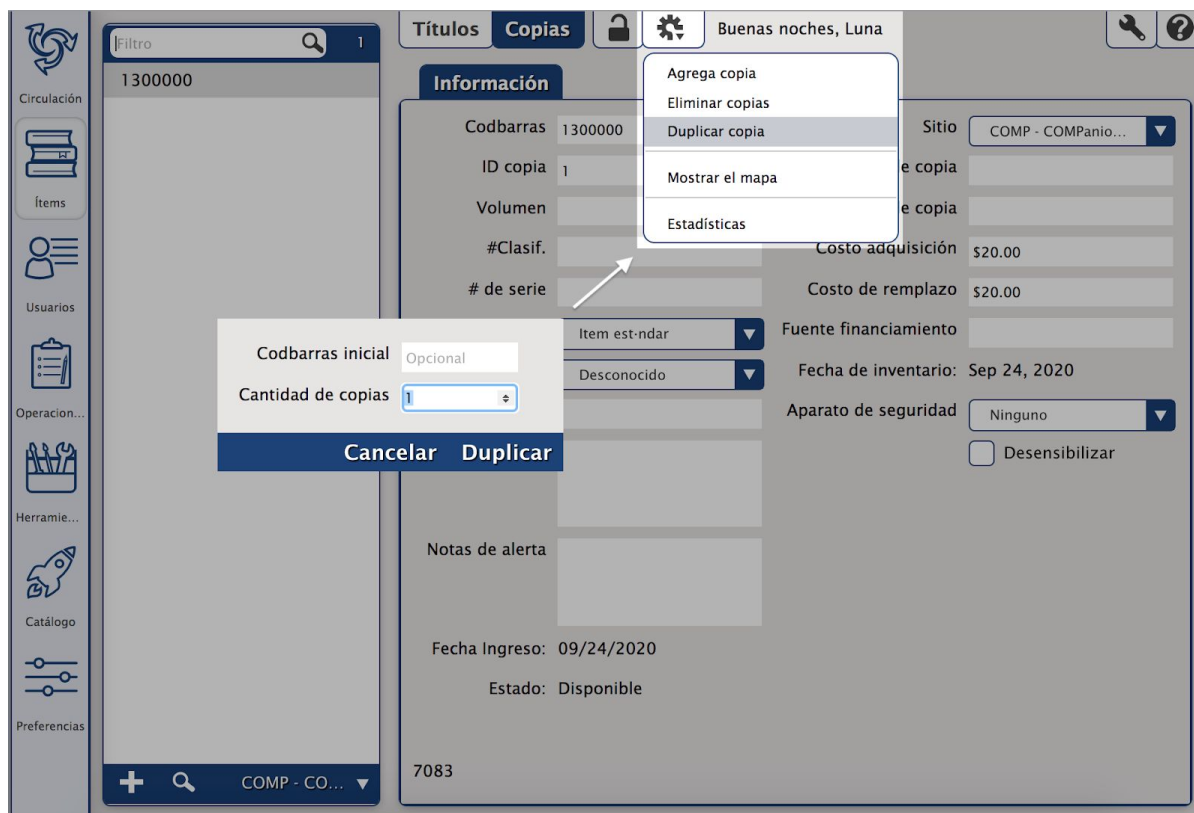 Circulación
Ítems
Usuarios
Operacion...
Herramie...
Catálogo
Preferencias
Filtro
1
1300000
COMP - CO...
Títulos
Copias
Buenas noches, Luna
Agrega copia
Eliminar copias
Duplicar copia
Mostrar el mapa
Estadísticas
Información
Codbarras 1300000
ID copia 1
Volumen
#Clasif.
# de serie
Item est·ndar
Desconocido
Notas de alerta
Fecha Ingreso: 09/24/2020
Estado: Disponible
7083
Sitio COMP - COMPanio...
e copia
e copia
Costo adquisición $20.00
Costo de remplazo $20.00
Fuente financiamiento
Fecha de inventario: Sep 24, 2020
Aparato de seguridad Ninguno
Desensibilizar
Codbarras inicial Opcional
Cantidad de copias 1
Cancelar Duplicar